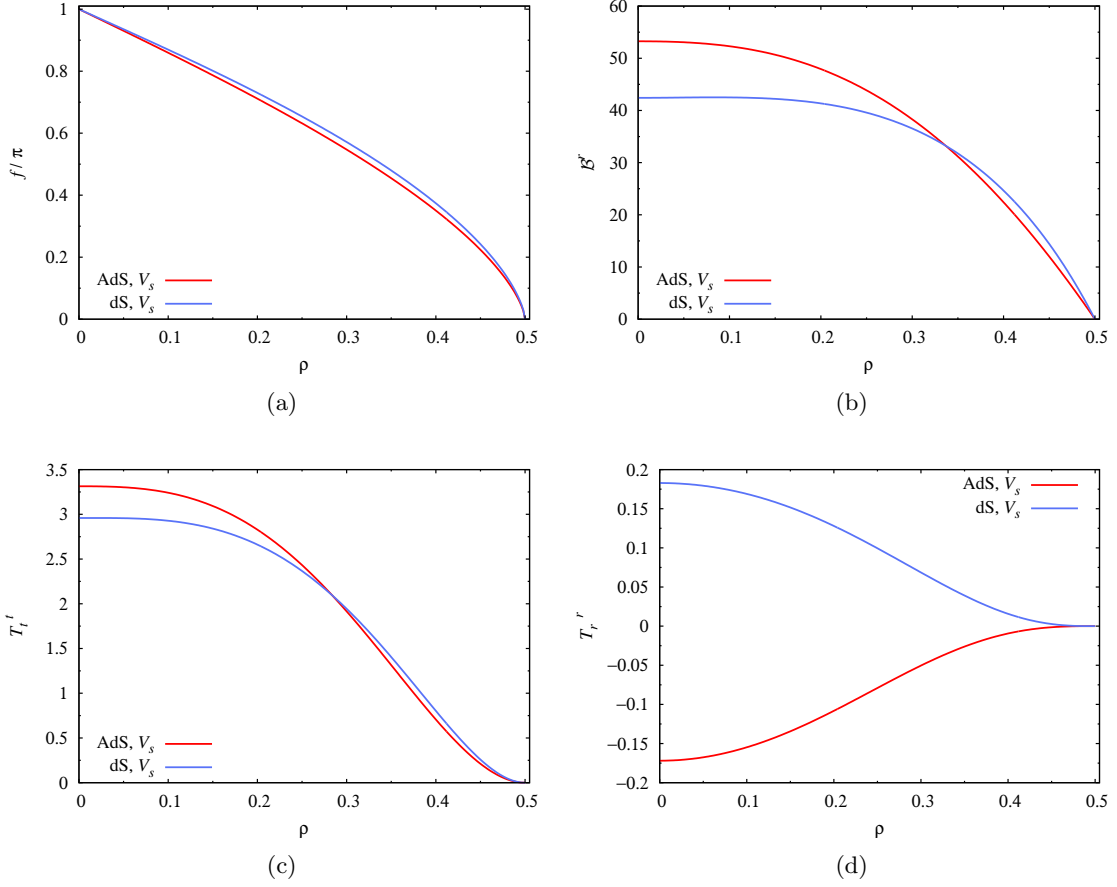 1
0.8
0.6
0.4
0.2
0
f / π
AdS, V_s
dS, V_s
0 0.1 0.2 0.3 0.4 0.5
ρ
(a)
60
50
40
30
20
10
0
ℬ^r
AdS, V_s
dS, V_s
0 0.1 0.2 0.3 0.4 0.5
ρ
(b)
3.5
3
2.5
2
1.5
1
0.5
0
T_t^t
AdS, V_s
dS, V_s
0 0.1 0.2 0.3 0.4 0.5
ρ
(c)
0.2
0.15
0.1
0.05
0
−0.05
−0.1
−0.15
−0.2
T_r^r
AdS, V_s
dS, V_s
0 0.1 0.2 0.3 0.4 0.5
ρ
(d)